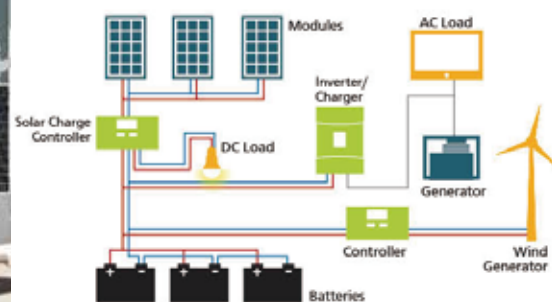 Modules
AC Load
Inverter/
Charger
Solar Charge
Controller
DC Load
Generator
Controller
Wind
Generator
+ − + − + −
Batteries